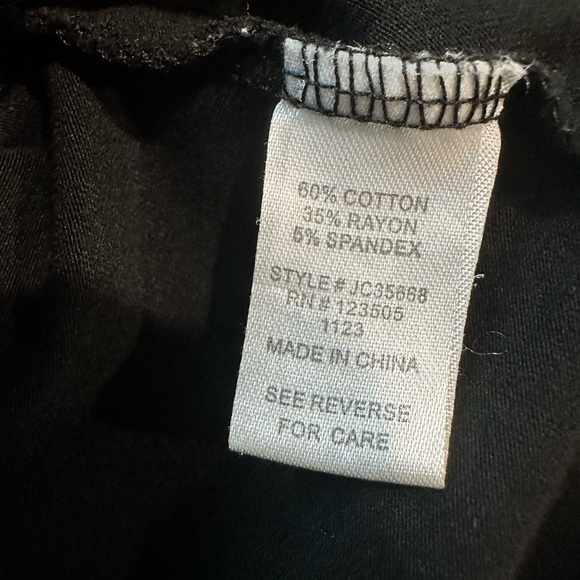 60% COTTON
35% RAYON
5% SPANDEX
STYLE # JC35668
RN # 123505
1123
MADE IN CHINA
SEE REVERSE
FOR CARE